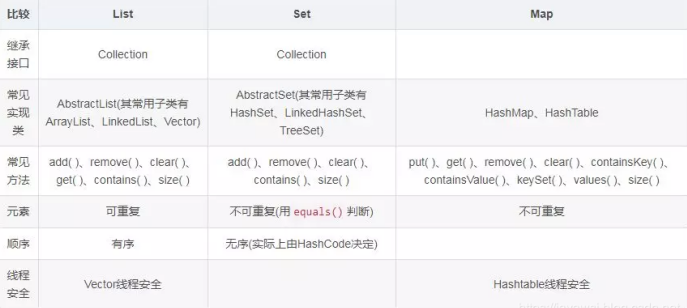 比较 List Set Map
继承
接口 Collection Collection
常见
实现
类 AbstractList(其常用子类有
ArrayList、LinkedList、Vector) AbstractSet(其常用子类有
HashSet、LinkedHashSet、
TreeSet) HashMap、HashTable
常见
方法 add( )、remove( )、clear( )、
get( )、contains( )、size( ) add( )、remove( )、clear( )、
contains( )、size( ) put( )、get( )、remove( )、clear( )、containsKey( )、
containsValue( )、keySet( )、values( )、size( )
元素 可重复 不可重复(用 equals() 判断) 不可重复
顺序 有序 无序(实际上由HashCode决定)
线程
安全 Vector线程安全 Hashtable线程安全